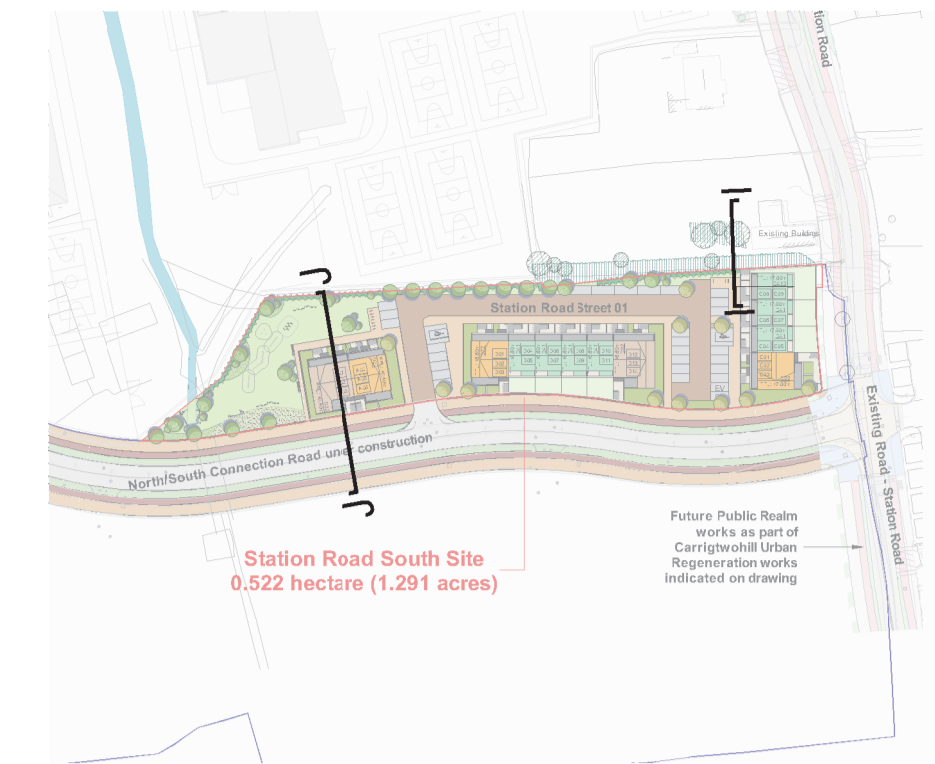 Station Road
Existing Buildings
J
I
Station Road Street 01
EV
I
North/South Connection Road under construction
J
Existing Road - Station Road
Future Public Realm
works as part of
Carrigtwohill Urban
Regeneration works
indicated on drawing
Station Road South Site
0.522 hectare (1.291 acres)